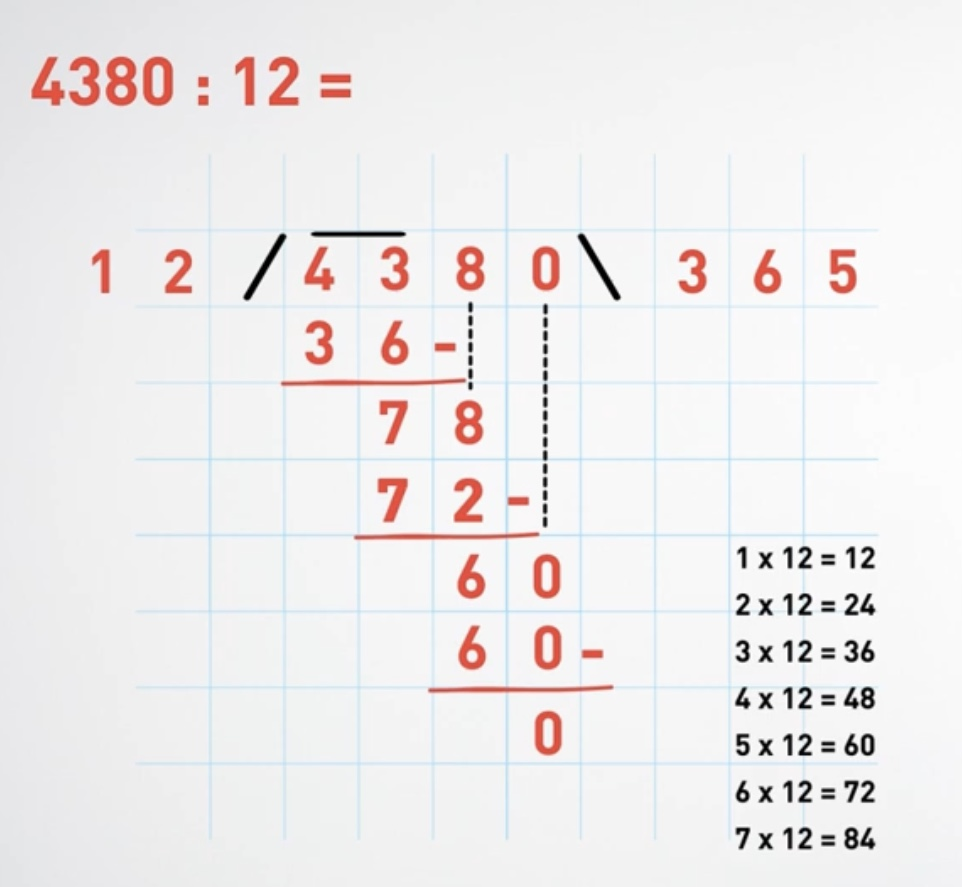 4380 : 12 =
1 2 / 4 3 8 0 \ 3 6 5
3 6 -
7 8
7 2 -
6 0
6 0 -
0
1 x 12 = 12
2 x 12 = 24
3 x 12 = 36
4 x 12 = 48
5 x 12 = 60
6 x 12 = 72
7 x 12 = 84